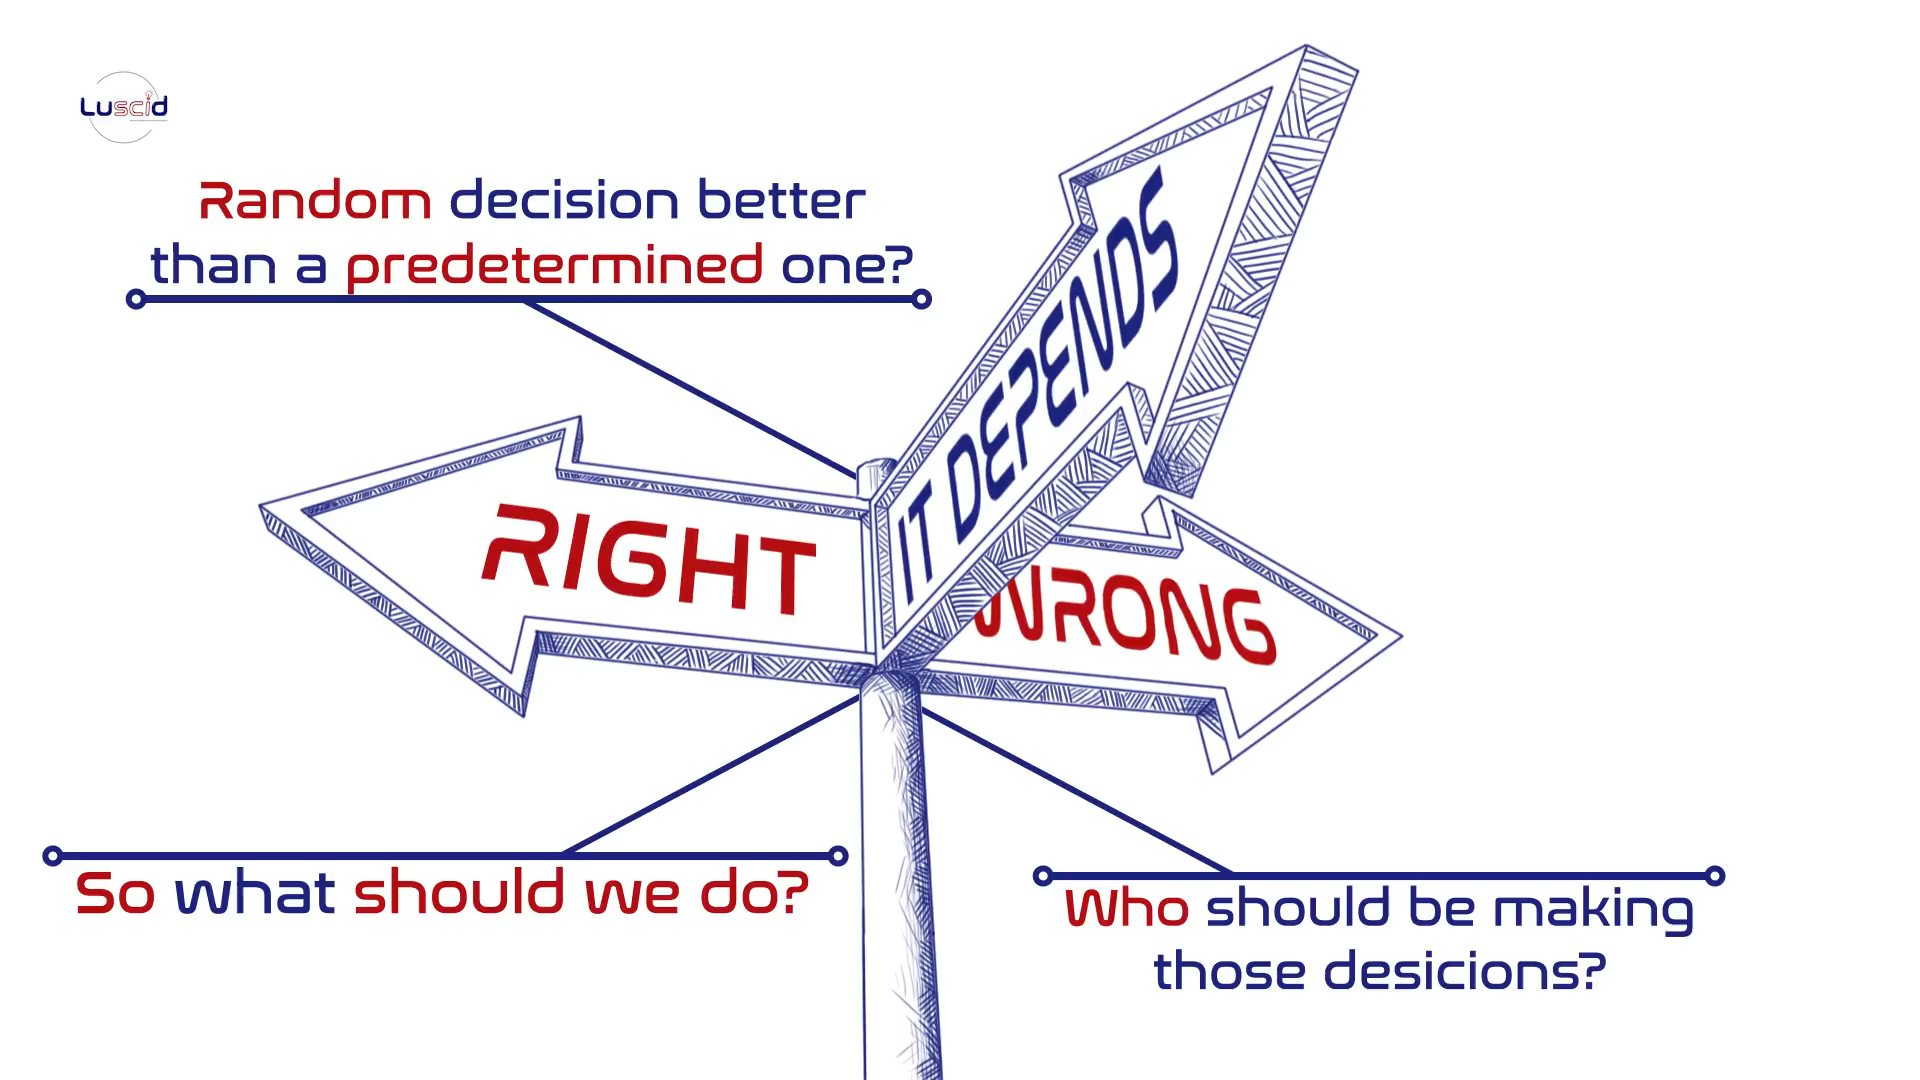 Luscid
Random decision better
than a predetermined one?
IT DEPENDS
RIGHT
WRONG
So what should we do?
Who should be making
those desicions?